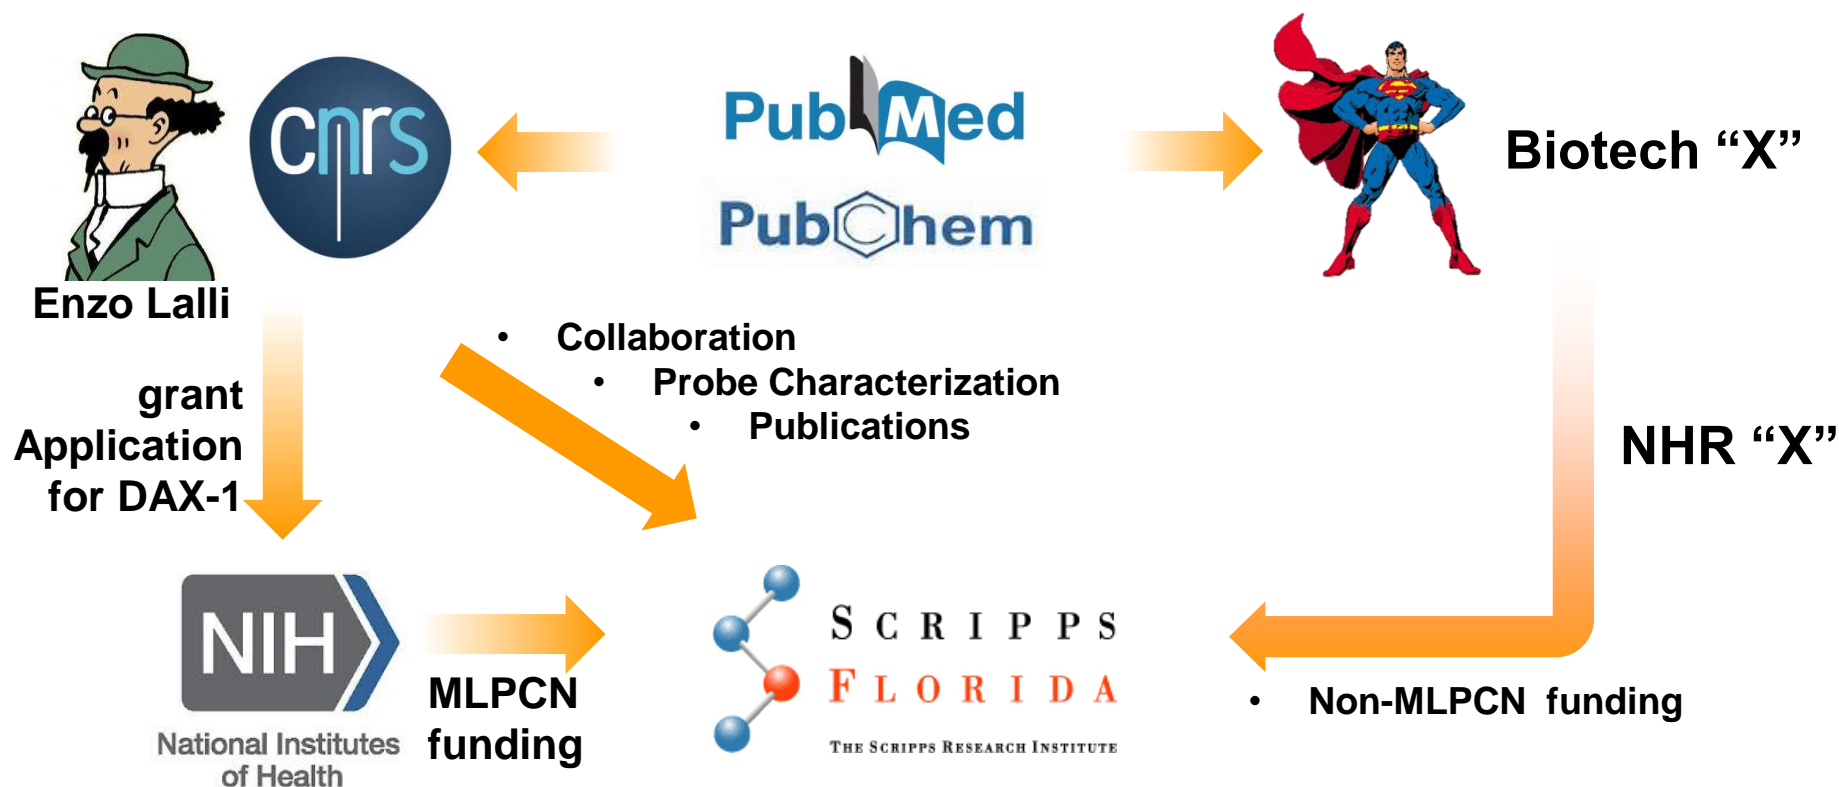 cnrs
PubMed
PubChem
Biotech “X”
Enzo Lalli
• Collaboration
• Probe Characterization
• Publications
grant
Application
for DAX-1
NHR “X”
NIH
National Institutes
of Health
MLPCN
funding
SCRIPPS
FLORIDA
THE SCRIPPS RESEARCH INSTITUTE
• Non-MLPCN funding